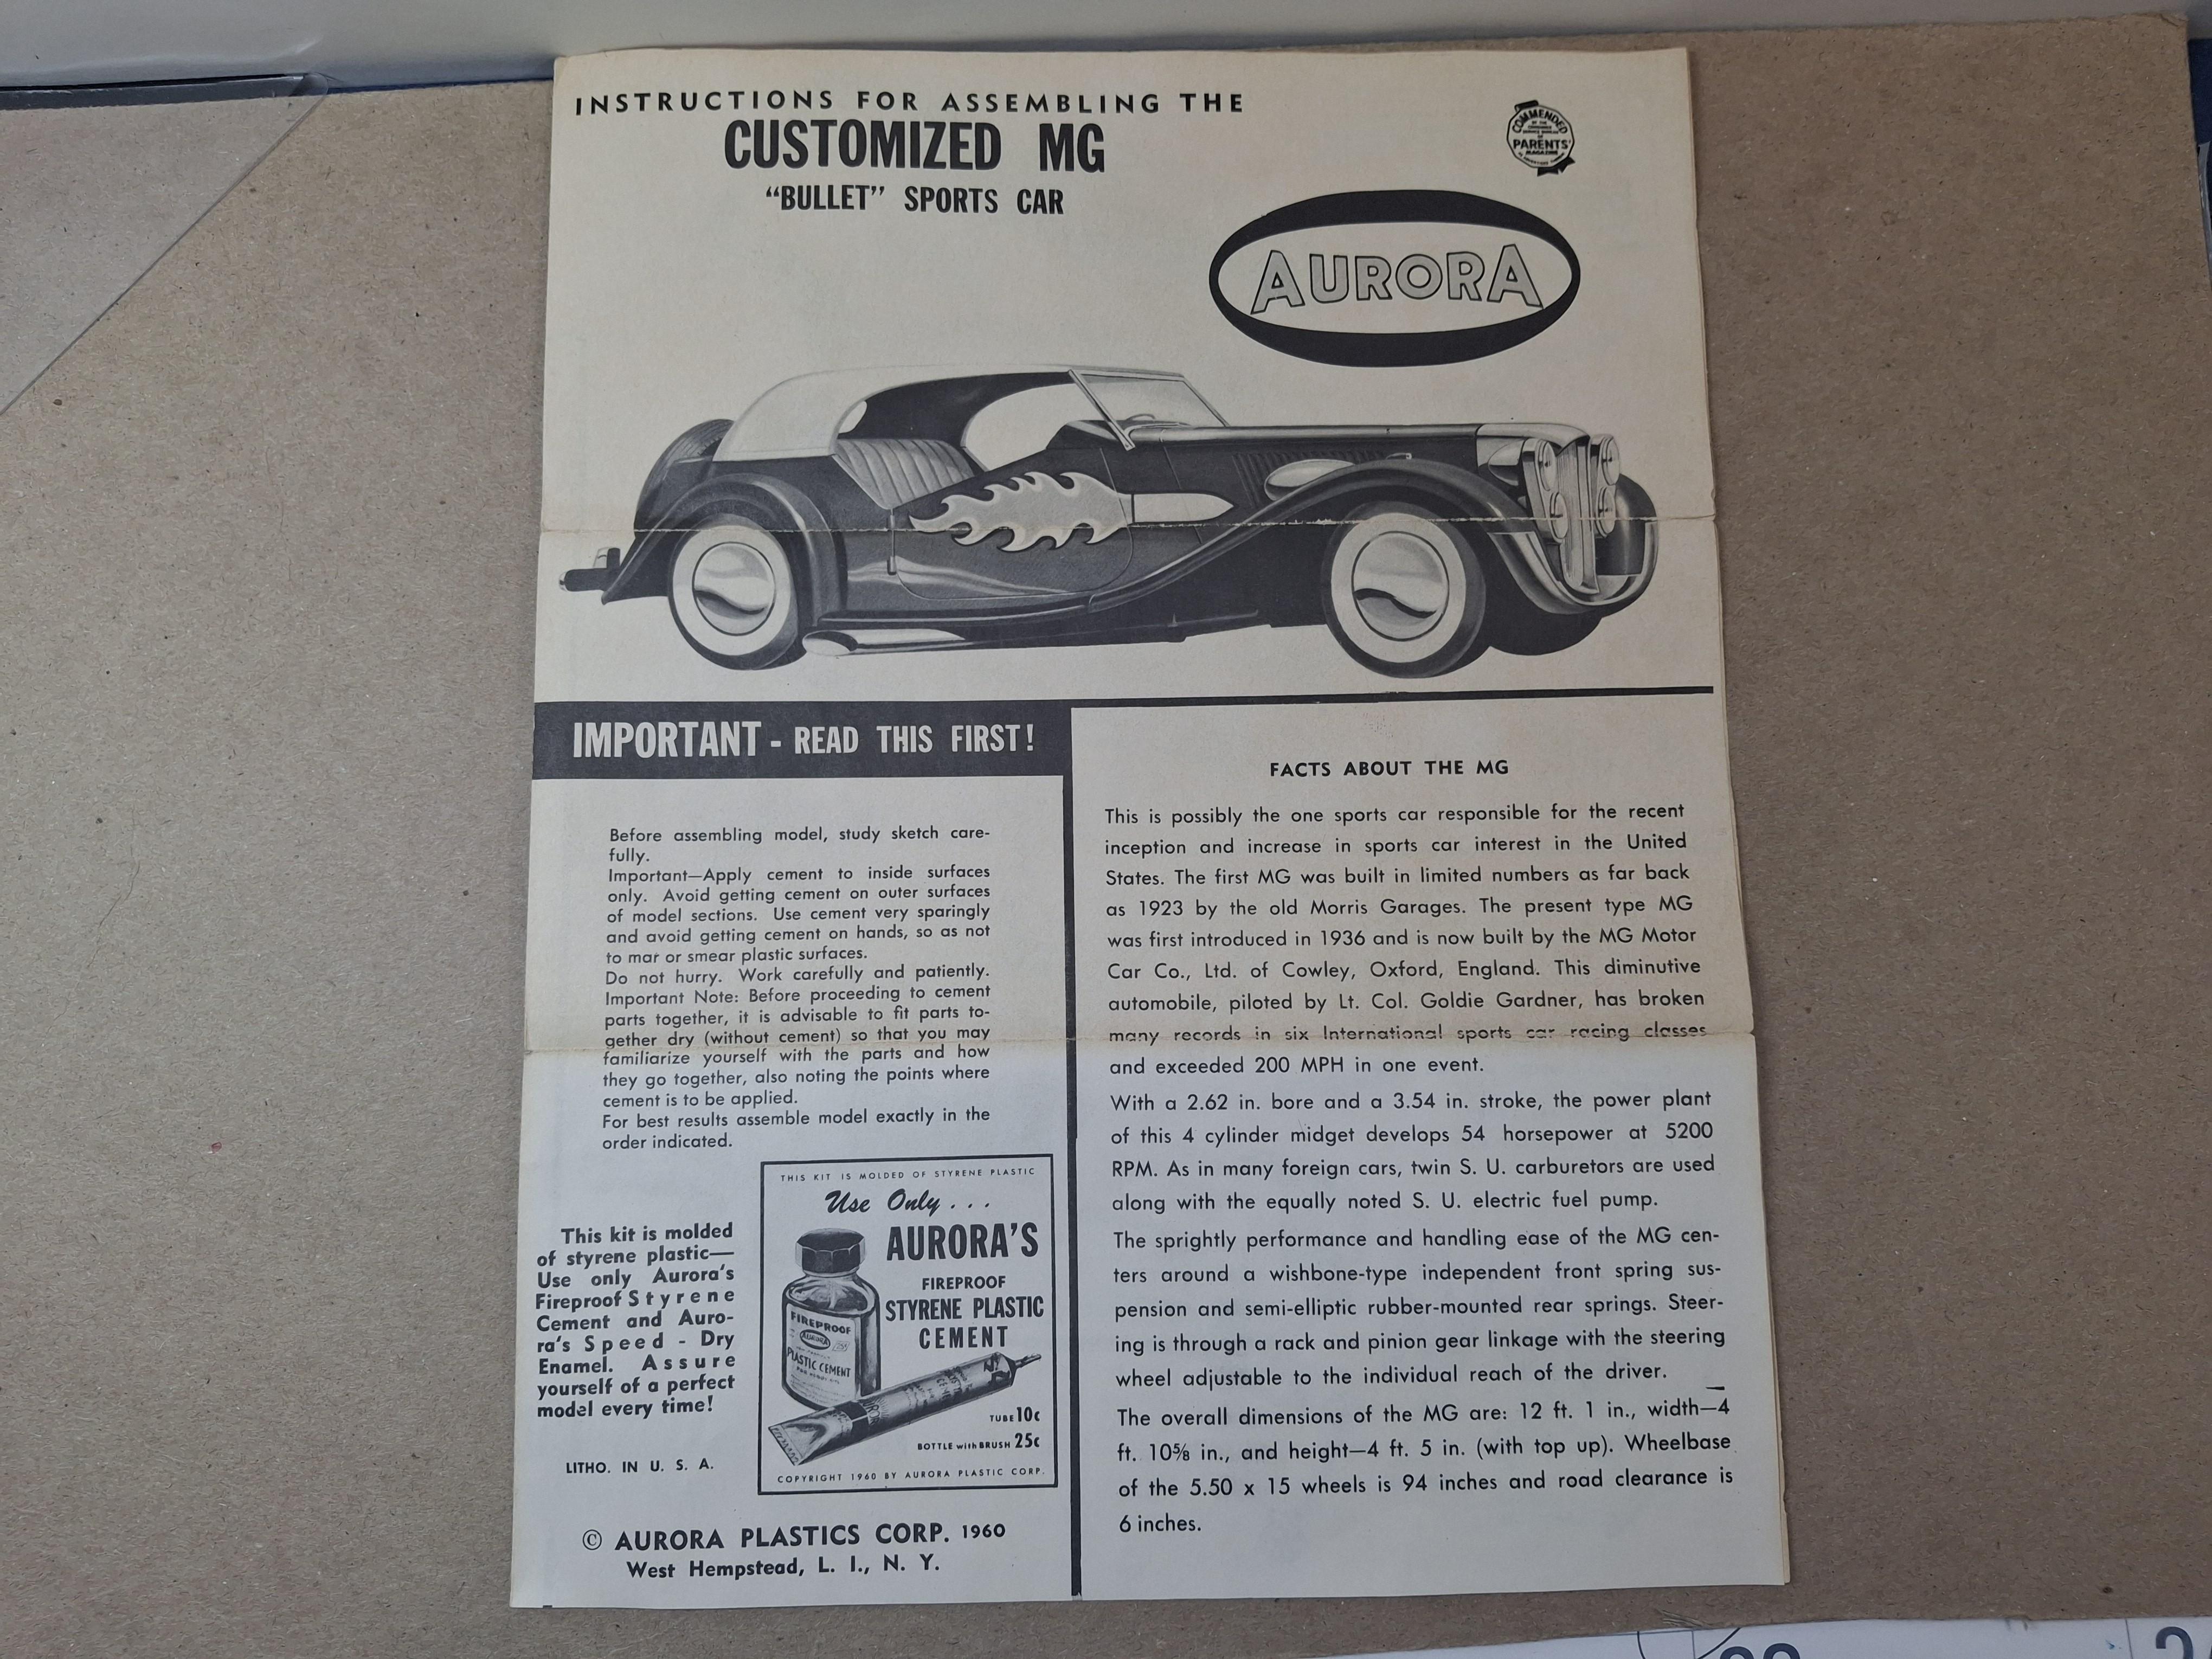 INSTRUCTIONS FOR ASSEMBLING THE
CUSTOMIZED MG
"BULLET" SPORTS CAR
COMMENDED
BY THE
PARENTS'
MAGAZINE
AURORA
IMPORTANT - READ THIS FIRST!
Before assembling model, study sketch care-
fully.
Important—Apply cement to inside surfaces
only. Avoid getting cement on outer surfaces
of model sections. Use cement very sparingly
and avoid getting cement on hands, so as not
to mar or smear plastic surfaces.
Do not hurry. Work carefully and patiently.
Important Note: Before proceeding to cement
parts together, it is advisable to fit parts to-
gether dry (without cement) so that you may
familiarize yourself with the parts and how
they go together, also noting the points where
cement is to be applied.
For best results assemble model exactly in the
order indicated.
This kit is molded
of styrene plastic—
Use only Aurora's
Fireproof Styrene
Cement and Auro-
ra's Speed - Dry
Enamel. Assure
yourself of a perfect
model every time!
LITHO. IN U. S. A.
THIS KIT IS MOLDED OF STYRENE PLASTIC
Use Only...
AURORA'S
FIREPROOF
STYRENE PLASTIC
CEMENT
FIREPROOF
AURORA
PLASTIC CEMENT
TUBE 10c
BOTTLE with BRUSH 25c
COPYRIGHT 1960 BY AURORA PLASTIC CORP.
© AURORA PLASTICS CORP. 1960
West Hempstead, L. I., N. Y.
FACTS ABOUT THE MG
This is possibly the one sports car responsible for the recent
inception and increase in sports car interest in the United
States. The first MG was built in limited numbers as far back
as 1923 by the old Morris Garages. The present type MG
was first introduced in 1936 and is now built by the MG Motor
Car Co., Ltd. of Cowley, Oxford, England. This diminutive
automobile, piloted by Lt. Col. Goldie Gardner, has broken
many records in six International sports car racing classes
and exceeded 200 MPH in one event.
With a 2.62 in. bore and a 3.54 in. stroke, the power plant
of this 4 cylinder midget develops 54 horsepower at 5200
RPM. As in many foreign cars, twin S. U. carburetors are used
along with the equally noted S. U. electric fuel pump.
The sprightly performance and handling ease of the MG cen-
ters around a wishbone-type independent front spring sus-
pension and semi-elliptic rubber-mounted rear springs. Steer-
ing is through a rack and pinion gear linkage with the steering
wheel adjustable to the individual reach of the driver.
The overall dimensions of the MG are: 12 ft. 1 in., width—4
ft. 10⅝ in., and height—4 ft. 5 in. (with top up). Wheelbase
of the 5.50 x 15 wheels is 94 inches and road clearance is
6 inches.